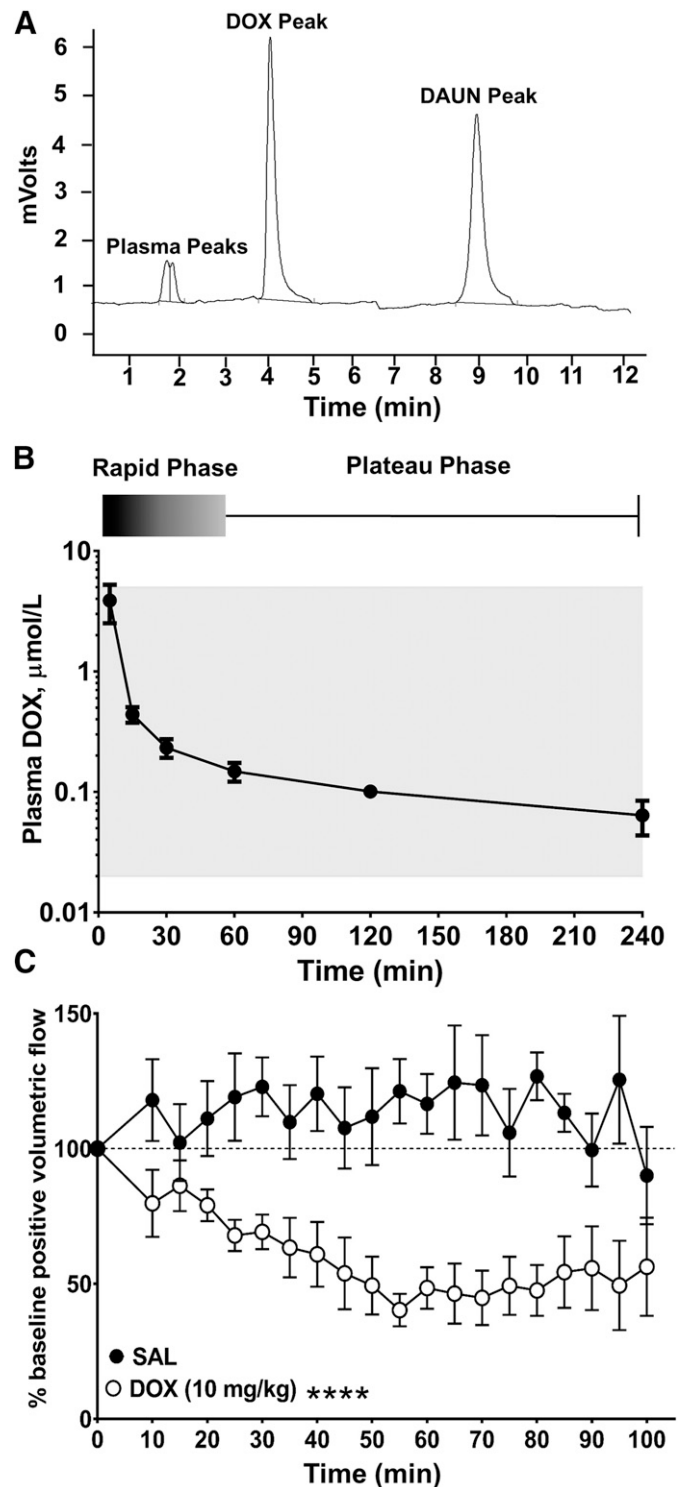 A
DOX Peak
DAUN Peak
Plasma Peaks
mVolts
6
5
4
3
2
1
0
1 2 3 4 5 6 7 8 9 10 11 12
Time (min)
B
Rapid Phase
Plateau Phase
Plasma DOX, μmol/L
10
1
0.1
0.01
0 30 60 90 120 150 180 210 240
Time (min)
C
% baseline positive volumetric flow
150
100
50
0
SAL
DOX (10 mg/kg) ****
0 10 20 30 40 50 60 70 80 90 100
Time (min)